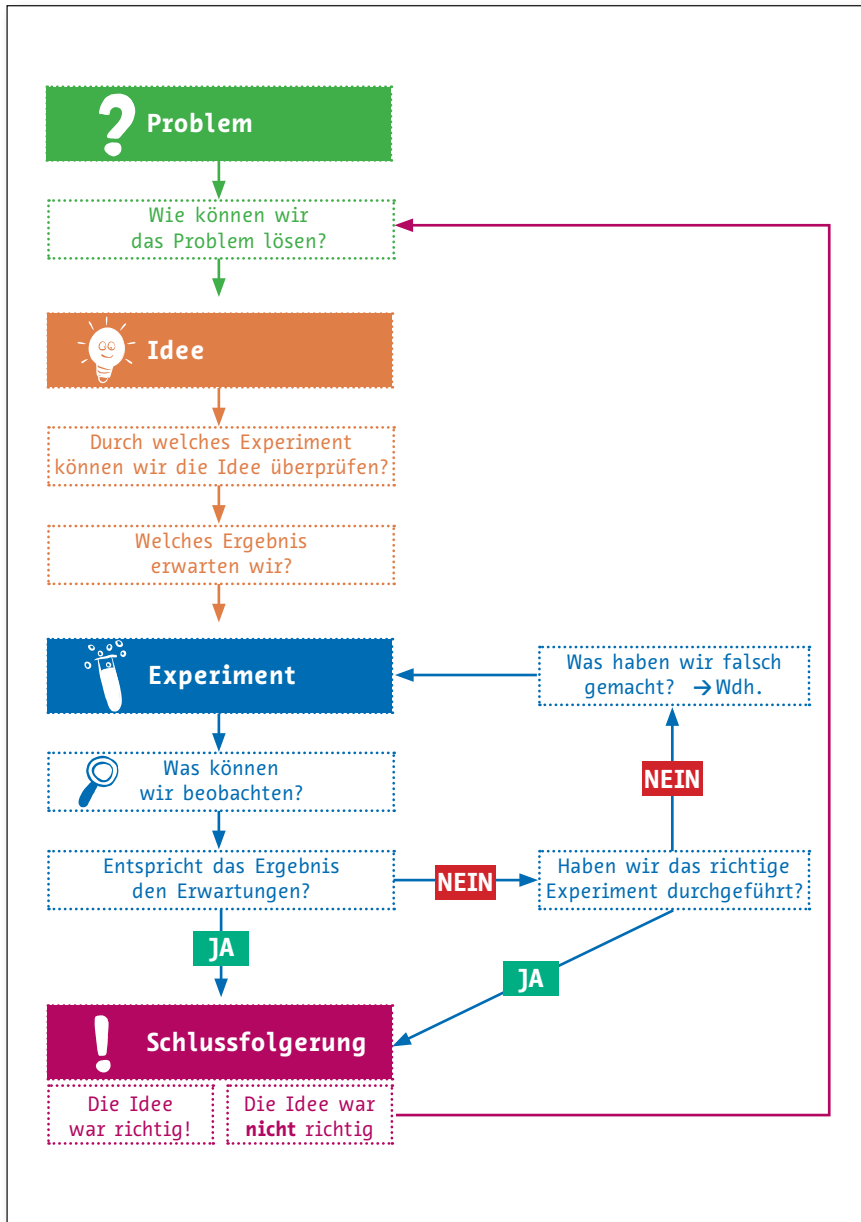 Problem
Wie können wir
das Problem lösen?
Idee
Durch welches Experiment
können wir die Idee überprüfen?
Welches Ergebnis
erwarten wir?
Experiment
Was haben wir falsch
gemacht? → Wdh.
Was können
wir beobachten?
NEIN
Entspricht das Ergebnis
den Erwartungen?
NEIN
Haben wir das richtige
Experiment durchgeführt?
JA
JA
Schlussfolgerung
Die Idee
war richtig!
Die Idee war
nicht richtig